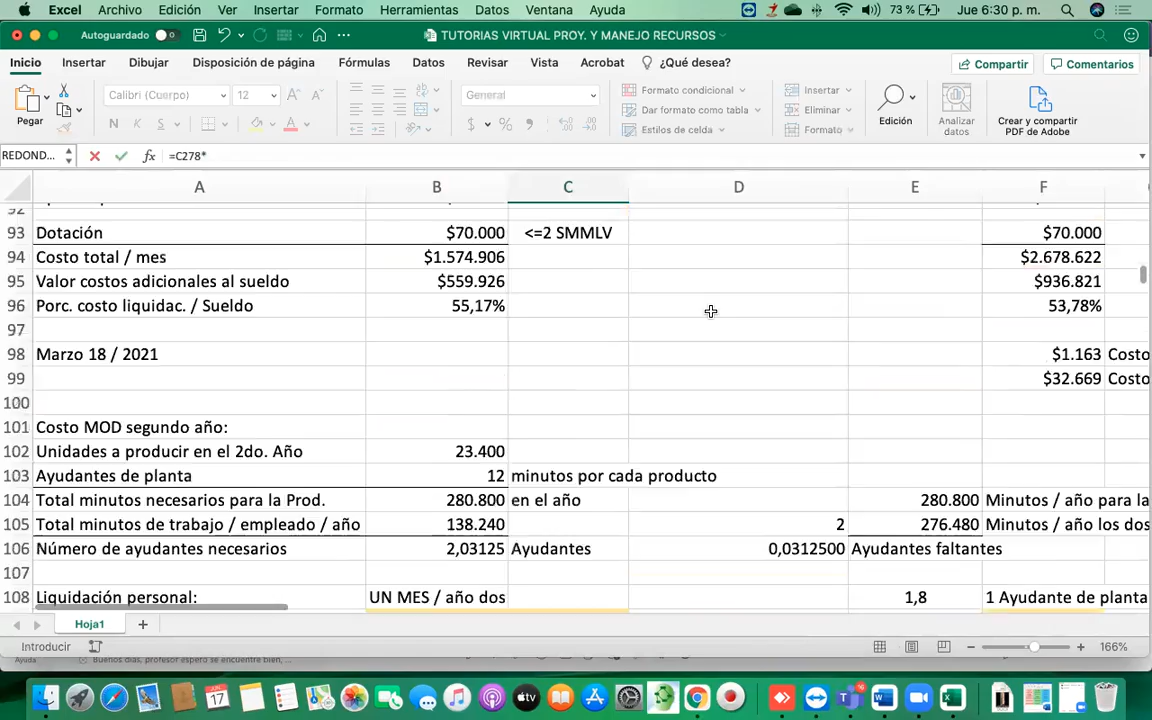 Excel Archivo Edición Ver Insertar Formato Herramientas Datos Ventana Ayuda 73 % Jue 6:30 p. m.
Autoguardado TUTORIAS VIRTUAL PROY. Y MANEJO RECURSOS
Inicio Insertar Dibujar Disposición de página Fórmulas Datos Revisar Vista Acrobat ¿Qué desea? Compartir Comentarios
Pegar Calibri (Cuerpo) 12 General Formato condicional Insertar
Dar formato como tabla Eliminar Edición Analizar datos Crear y compartir PDF de Adobe
N K S Estilos de celda Formato
REDOND... fx =C278*
A B C D E F
92
93 Dotación $70.000 <=2 SMMLV $70.000
94 Costo total / mes $1.574.906 $2.678.622
95 Valor costos adicionales al sueldo $559.926 $936.821
96 Porc. costo liquidac. / Sueldo 55,17% 53,78%
97
98 Marzo 18 / 2021 $1.163 Costo
99 $32.669 Costo
100
101 Costo MOD segundo año:
102 Unidades a producir en el 2do. Año 23.400
103 Ayudantes de planta 12 minutos por cada producto
104 Total minutos necesarios para la Prod. 280.800 en el año 280.800 Minutos / año para la
105 Total minutos de trabajo / empleado / año 138.240 2 276.480 Minutos / año los dos
106 Número de ayudantes necesarios 2,03125 Ayudantes 0,0312500 Ayudantes faltantes
107
108 Liquidación personal: UN MES / año dos 1,8 1 Ayudante de planta
Hoja1
Introducir 166%
Ayuda Buenos días, profesor espero se encuentre bien, ...